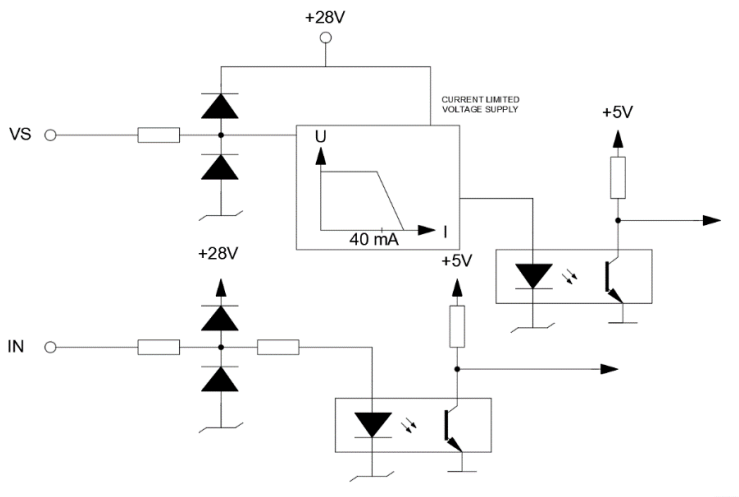 +28V
CURRENT LIMITED
VOLTAGE SUPPLY
+5V
VS
U
40 mA
I
+28V
+5V
IN